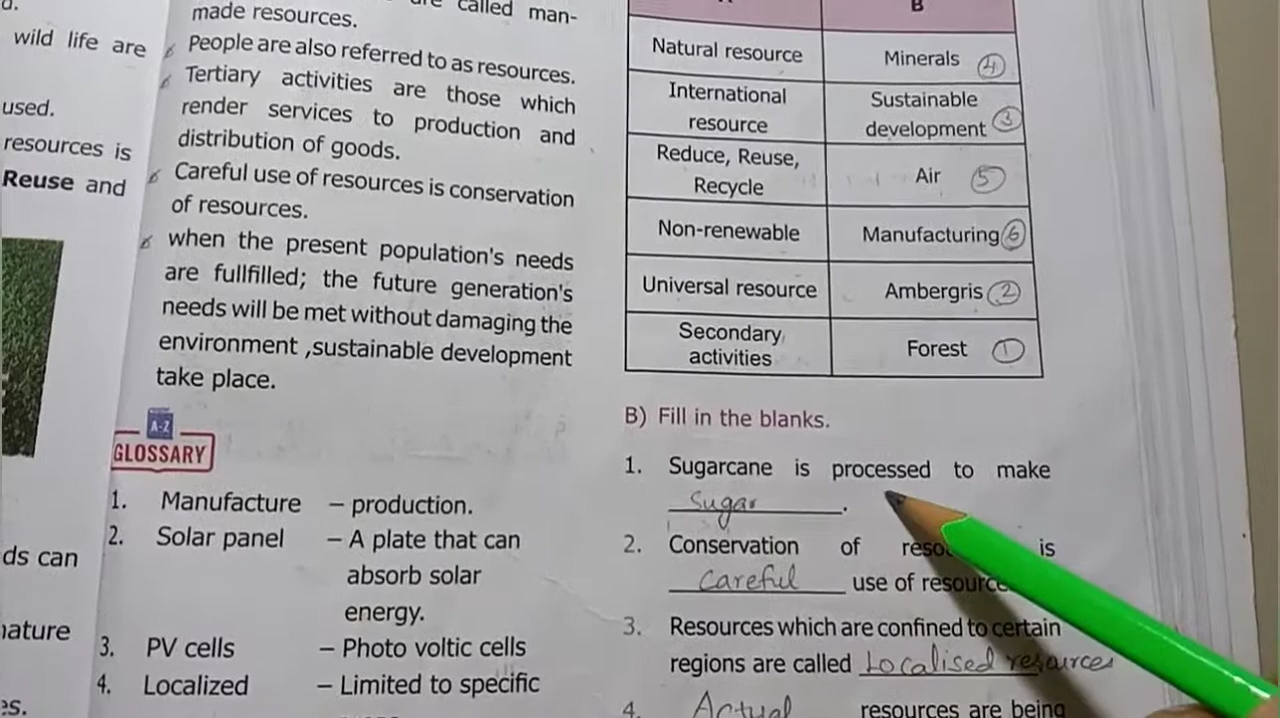 are called man-
made resources.
People are also referred to as resources.
Tertiary activities are those which
render services to production and
distribution of goods.
Careful use of resources is conservation
of resources.
when the present population's needs
are fullfilled; the future generation's
needs will be met without damaging the
environment ,sustainable development
take place.
A-Z
GLOSSARY
1. Manufacture – production.
2. Solar panel – A plate that can
absorb solar
energy.
3. PV cells – Photo voltic cells
4. Localized – Limited to specific
wild life are
used.
resources is
Reuse and
ds can
nature
es.
B
Natural resource Minerals 4
International resource Sustainable development 3
Reduce, Reuse, Recycle Air 5
Non-renewable Manufacturing 6
Universal resource Ambergris 2
Secondary activities Forest 1
B) Fill in the blanks.
1. Sugarcane is processed to make
Sugar.
2. Conservation of reso is
Careful use of resource
3. Resources which are confined to certain
regions are called Localised resources
4. Actual resources are being